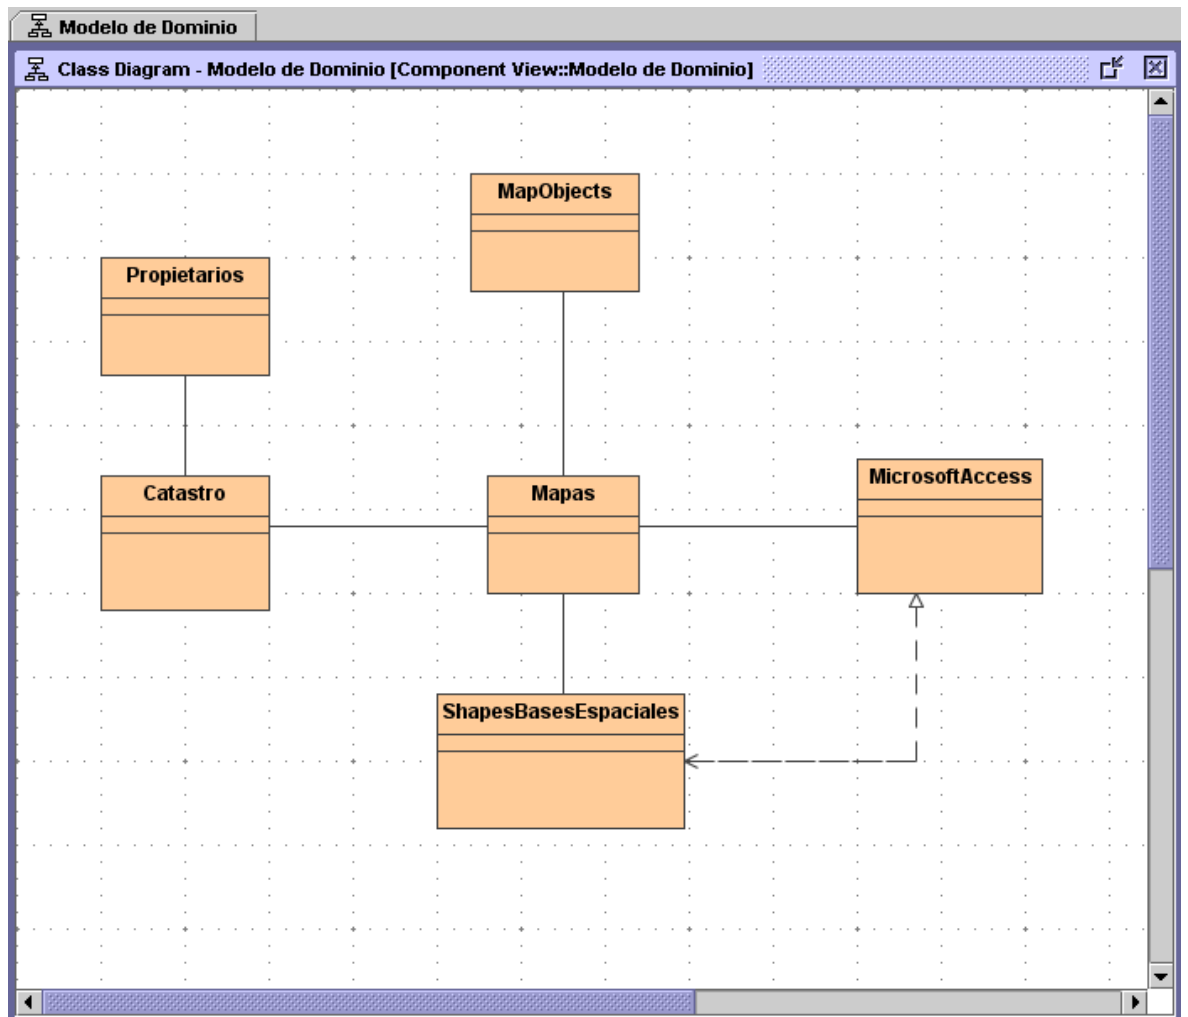 Modelo de Dominio
Class Diagram - Modelo de Dominio [Component View::Modelo de Dominio]
MapObjects
Propietarios
Catastro
Mapas
MicrosoftAccess
ShapesBasesEspaciales